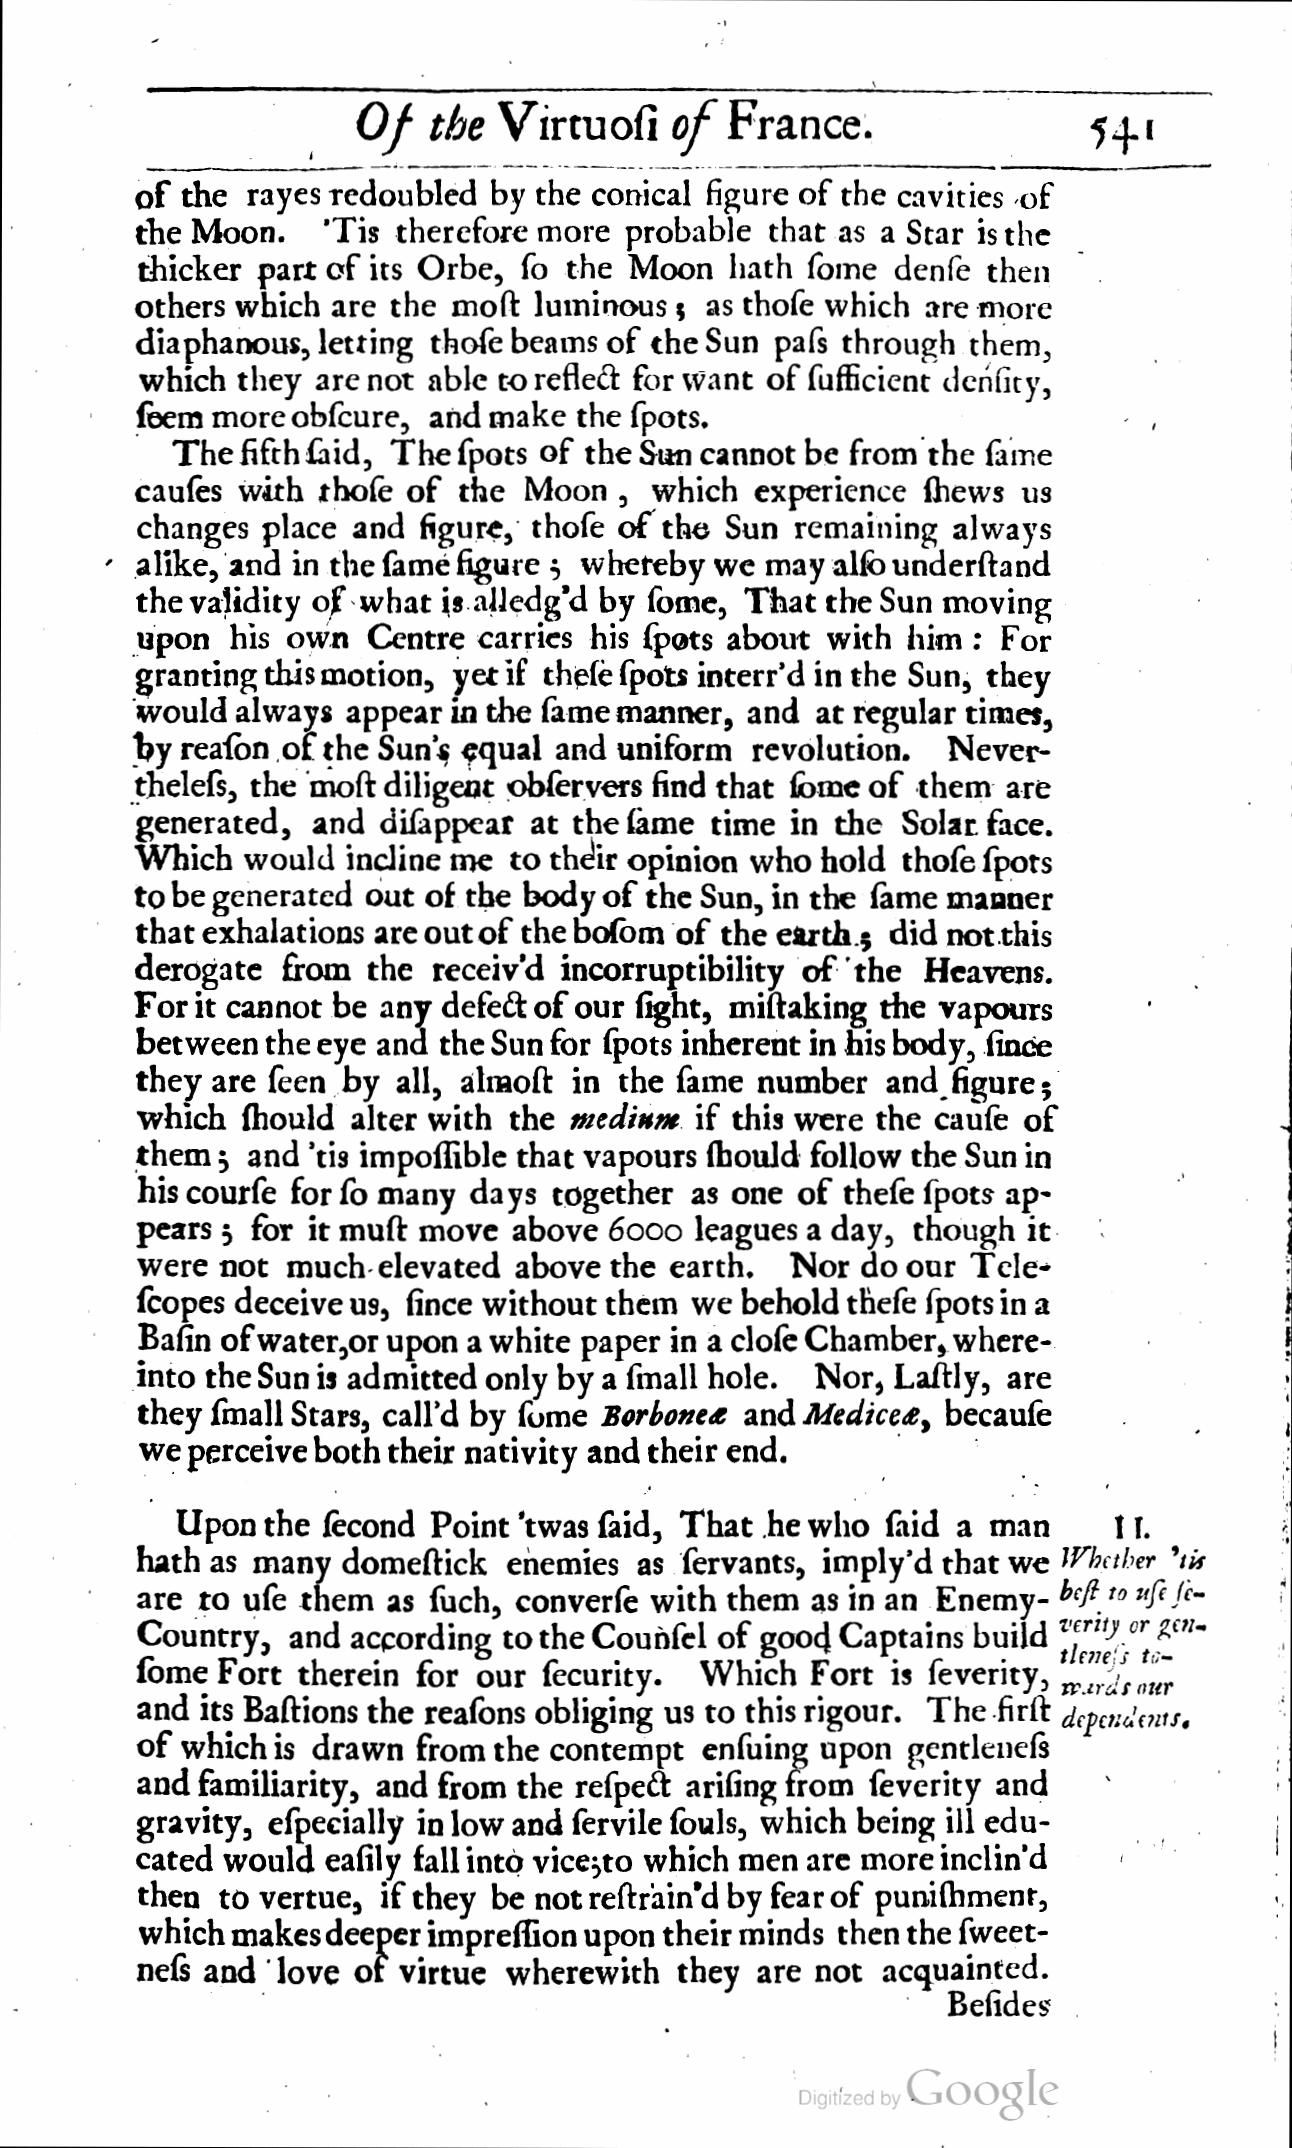 Of the Virtuoſi of France. 541
of the rayes redoubled by the conical figure of the cavities of
the Moon. 'Tis therefore more probable that as a Star is the
thicker part of its Orbe, ſo the Moon hath ſome denſe then
others which are the moſt luminous; as thoſe which are more
diaphanous, letting thoſe beams of the Sun paſs through them,
which they are not able to reflect for want of ſufficient denſity,
ſeem more obſcure, and make the ſpots.
The fifth ſaid, The ſpots of the Sun cannot be from the ſame
cauſes with thoſe of the Moon, which experience ſhews us
changes place and figure, thoſe of the Sun remaining always
alike, and in the ſame figure; whereby we may alſo underſtand
the validity of what is alledg'd by ſome, That the Sun moving
upon his own Centre carries his ſpots about with him: For
granting this motion, yet if theſe ſpots interr'd in the Sun, they
would always appear in the ſame manner, and at regular times,
by reaſon of the Sun's equal and uniform revolution. Never-
theleſs, the moſt diligent obſervers find that ſome of them are
generated, and diſappear at the ſame time in the Solar face.
Which would incline me to their opinion who hold thoſe ſpots
to be generated out of the body of the Sun, in the ſame manner
that exhalations are out of the boſom of the earth; did not this
derogate from the receiv'd incorruptibility of the Heavens.
For it cannot be any defect of our ſight, miſtaking the vapours
between the eye and the Sun for ſpots inherent in his body, ſince
they are ſeen by all, almoſt in the ſame number and figure;
which ſhould alter with the medium if this were the cauſe of
them; and 'tis impoſſible that vapours ſhould follow the Sun in
his courſe for ſo many days together as one of theſe ſpots ap-
pears; for it muſt move above 6000 leagues a day, though it
were not much elevated above the earth. Nor do our Tele-
ſcopes deceive us, ſince without them we behold theſe ſpots in a
Baſin of water, or upon a white paper in a cloſe Chamber, where-
into the Sun is admitted only by a ſmall hole. Nor, Laſtly, are
they ſmall Stars, call'd by ſome Borboneæ and Mediceæ, becauſe
we perceive both their nativity and their end.
Upon the ſecond Point 'twas ſaid, That he who ſaid a man
hath as many domeſtick enemies as ſervants, imply'd that we
are to uſe them as ſuch, converſe with them as in an Enemy-
Country, and according to the Counſel of good Captains build
ſome Fort therein for our ſecurity. Which Fort is ſeverity,
and its Baſtions the reaſons obliging us to this rigour. The firſt
of which is drawn from the contempt enſuing upon gentleneſs
and familiarity, and from the reſpect ariſing from ſeverity and
gravity, eſpecially in low and ſervile ſouls, which being ill edu-
cated would eaſily fall into vice; to which men are more inclin'd
then to vertue, if they be not reſtrain'd by fear of puniſhment,
which makes deeper impreſſion upon their minds then the ſweet-
neſs and love of virtue wherewith they are not acquainted.
Beſides
II.
Whether 'tis
beſt to uſe ſe-
verity or gen-
tleneſs to-
wards our
dependents.
Digitized by Google